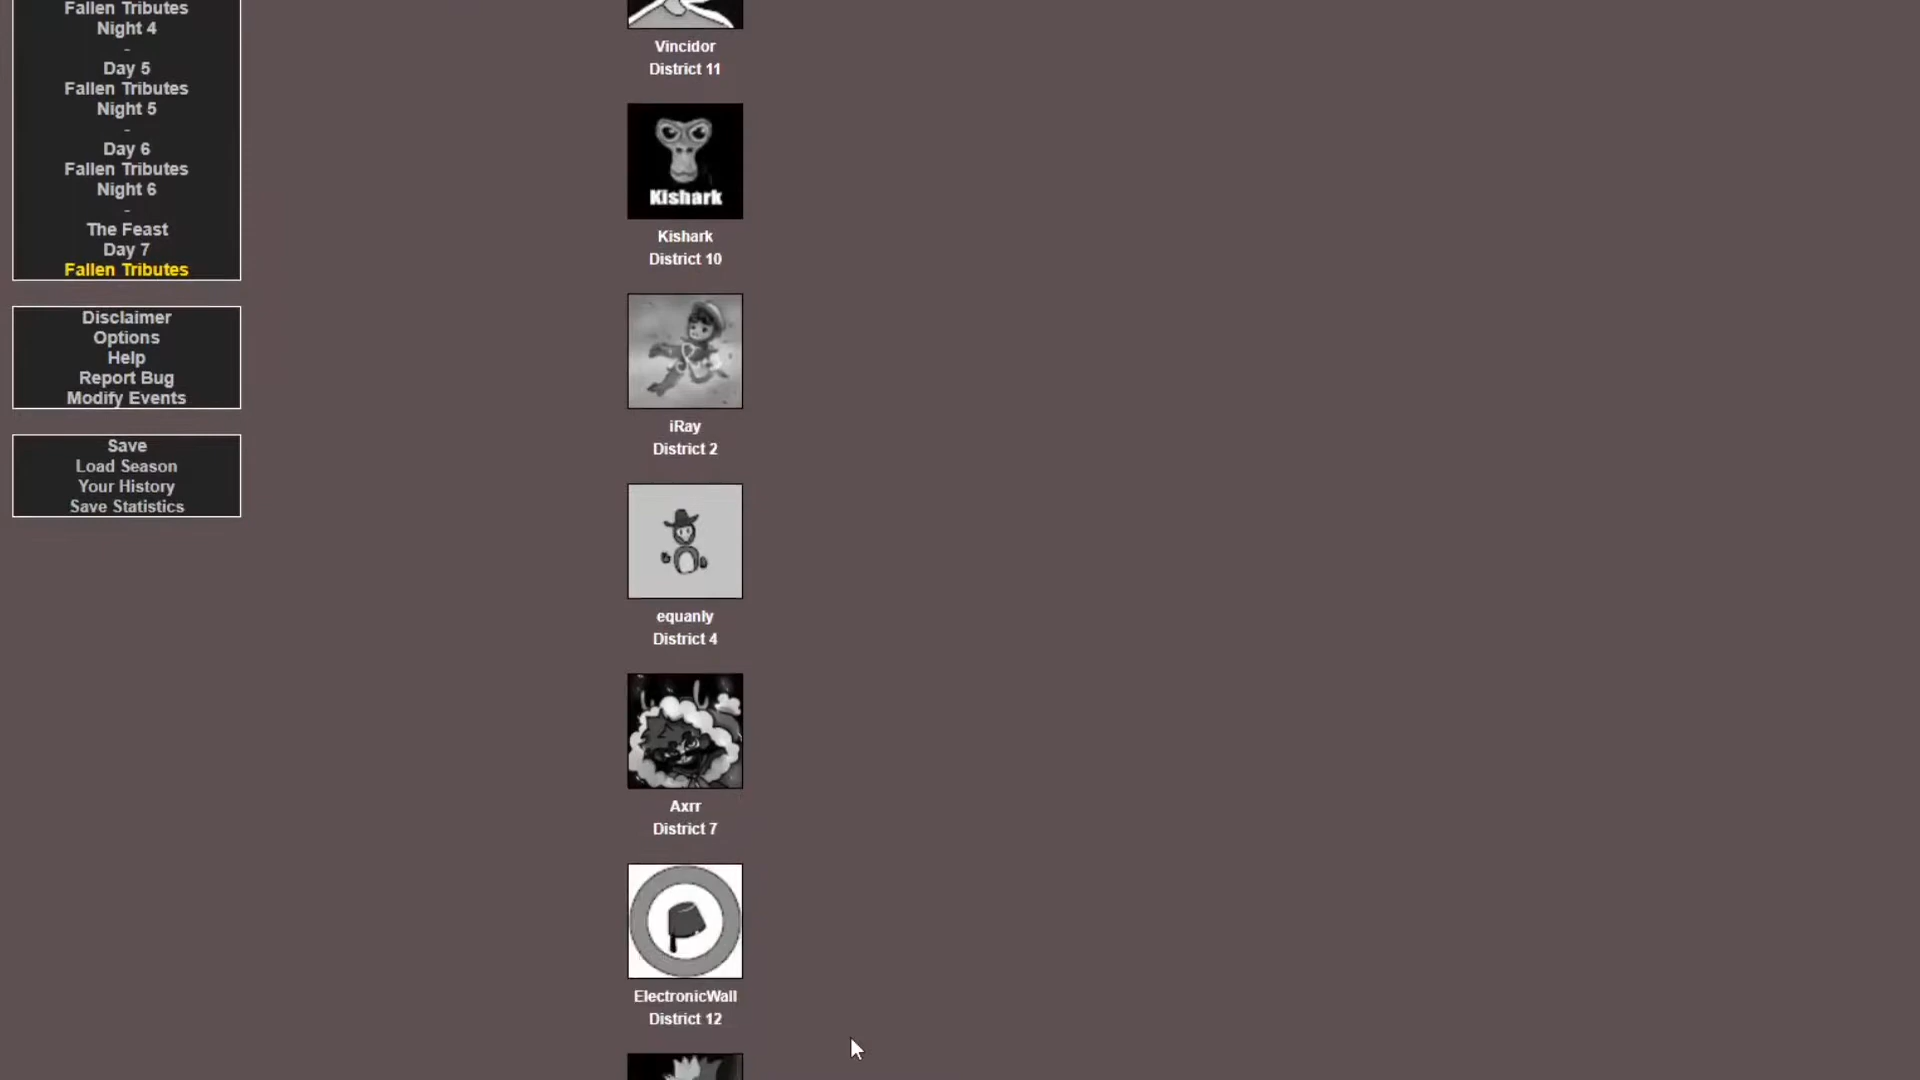 Fallen Tributes
Night 4
-
Day 5
Fallen Tributes
Night 5
-
Day 6
Fallen Tributes
Night 6
-
The Feast
Day 7
Fallen Tributes
Disclaimer
Options
Help
Report Bug
Modify Events
Save
Load Season
Your History
Save Statistics
Vincidor
District 11
Kishark
Kishark
District 10
iRay
District 2
equanly
District 4
Axrr
District 7
ElectronicWall
District 12